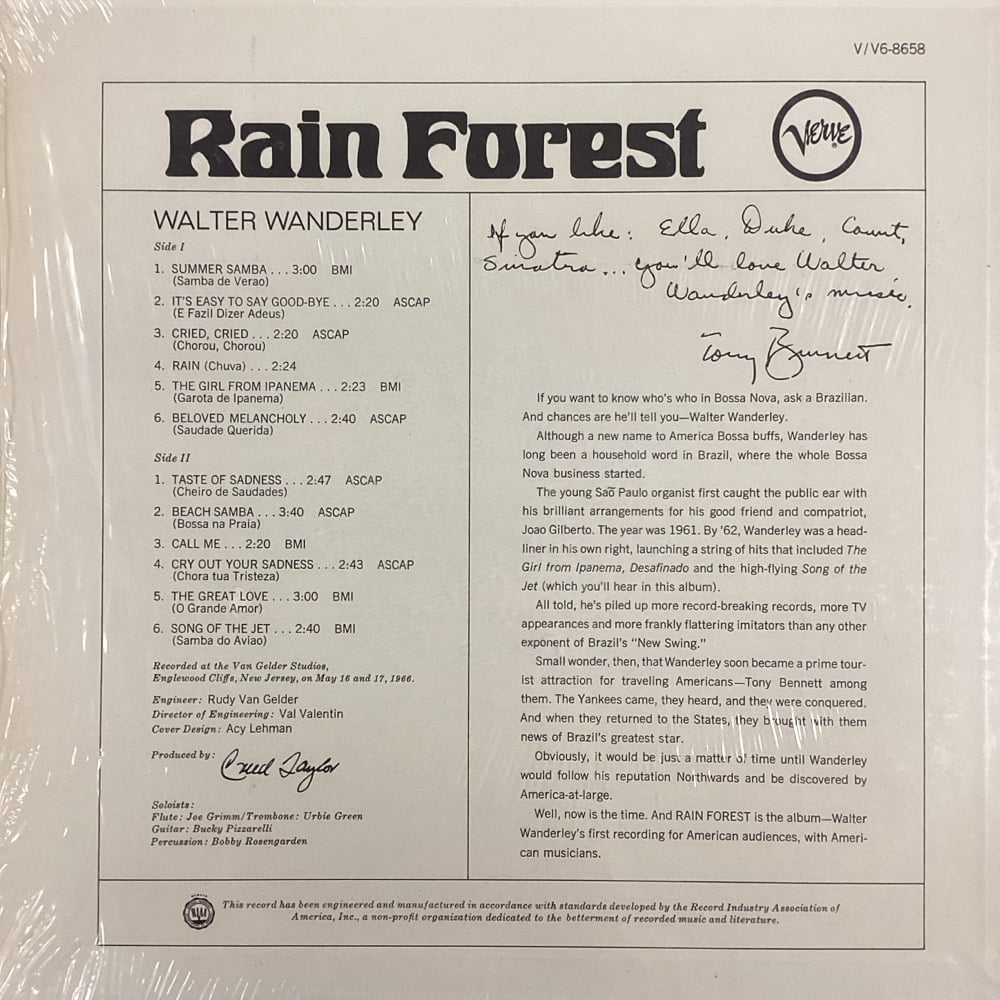 V/V6-8658
Rain Forest
Verve
WALTER WANDERLEY
Side I
1. SUMMER SAMBA . . . 3:00 BMI
(Samba de Verao)
2. IT'S EASY TO SAY GOOD-BYE . . . 2:20 ASCAP
(E Fazil Dizer Adeus)
3. CRIED, CRIED . . . 2:20 ASCAP
(Chorou, Chorou)
4. RAIN (Chuva) . . . 2:24
5. THE GIRL FROM IPANEMA . . . 2:23 BMI
(Garota de Ipanema)
6. BELOVED MELANCHOLY . . . 2:40 ASCAP
(Saudade Querida)
Side II
1. TASTE OF SADNESS . . . 2:47 ASCAP
(Cheiro de Saudades)
2. BEACH SAMBA . . . 3:40 ASCAP
(Bossa na Praia)
3. CALL ME . . . 2:20 BMI
4. CRY OUT YOUR SADNESS . . . 2:43 ASCAP
(Chora tua Tristeza)
5. THE GREAT LOVE . . . 3:00 BMI
(O Grande Amor)
6. SONG OF THE JET . . . 2:40 BMI
(Samba do Aviao)
Recorded at the Van Gelder Studios,
Englewood Cliffs, New Jersey, on May 16 and 17, 1966.
Engineer: Rudy Van Gelder
Director of Engineering: Val Valentin
Cover Design: Acy Lehman
Produced by: Creed Taylor
Soloists:
Flute: Joe Grimm/Trombone: Urbie Green
Guitar: Bucky Pizzarelli
Percussion: Bobby Rosengarden
If you like: Ella, Duke, Count,
Sinatra... you'll love Walter
Wanderley's music.
Tony Bennett
If you want to know who's who in Bossa Nova, ask a Brazilian.
And chances are he'll tell you—Walter Wanderley.
Although a new name to America Bossa buffs, Wanderley has
long been a household word in Brazil, where the whole Bossa
Nova business started.
The young Saõ Paulo organist first caught the public ear with
his brilliant arrangements for his good friend and compatriot,
Joao Gilberto. The year was 1961. By '62, Wanderley was a head-
liner in his own right, launching a string of hits that included The
Girl from Ipanema, Desafinado and the high-flying Song of the
Jet (which you'll hear in this album).
All told, he's piled up more record-breaking records, more TV
appearances and more frankly flattering imitators than any other
exponent of Brazil's "New Swing."
Small wonder, then, that Wanderley soon became a prime tour-
ist attraction for traveling Americans—Tony Bennett among
them. The Yankees came, they heard, and they were conquered.
And when they returned to the States, they brought with them
news of Brazil's greatest star.
Obviously, it would be just a matter of time until Wanderley
would follow his reputation Northwards and be discovered by
America-at-large.
Well, now is the time. And RAIN FOREST is the album—Walter
Wanderley's first recording for American audiences, with Ameri-
can musicians.
This record has been engineered and manufactured in accordance with standards developed by the Record Industry Association of
America, Inc., a non-profit organization dedicated to the betterment of recorded music and literature.